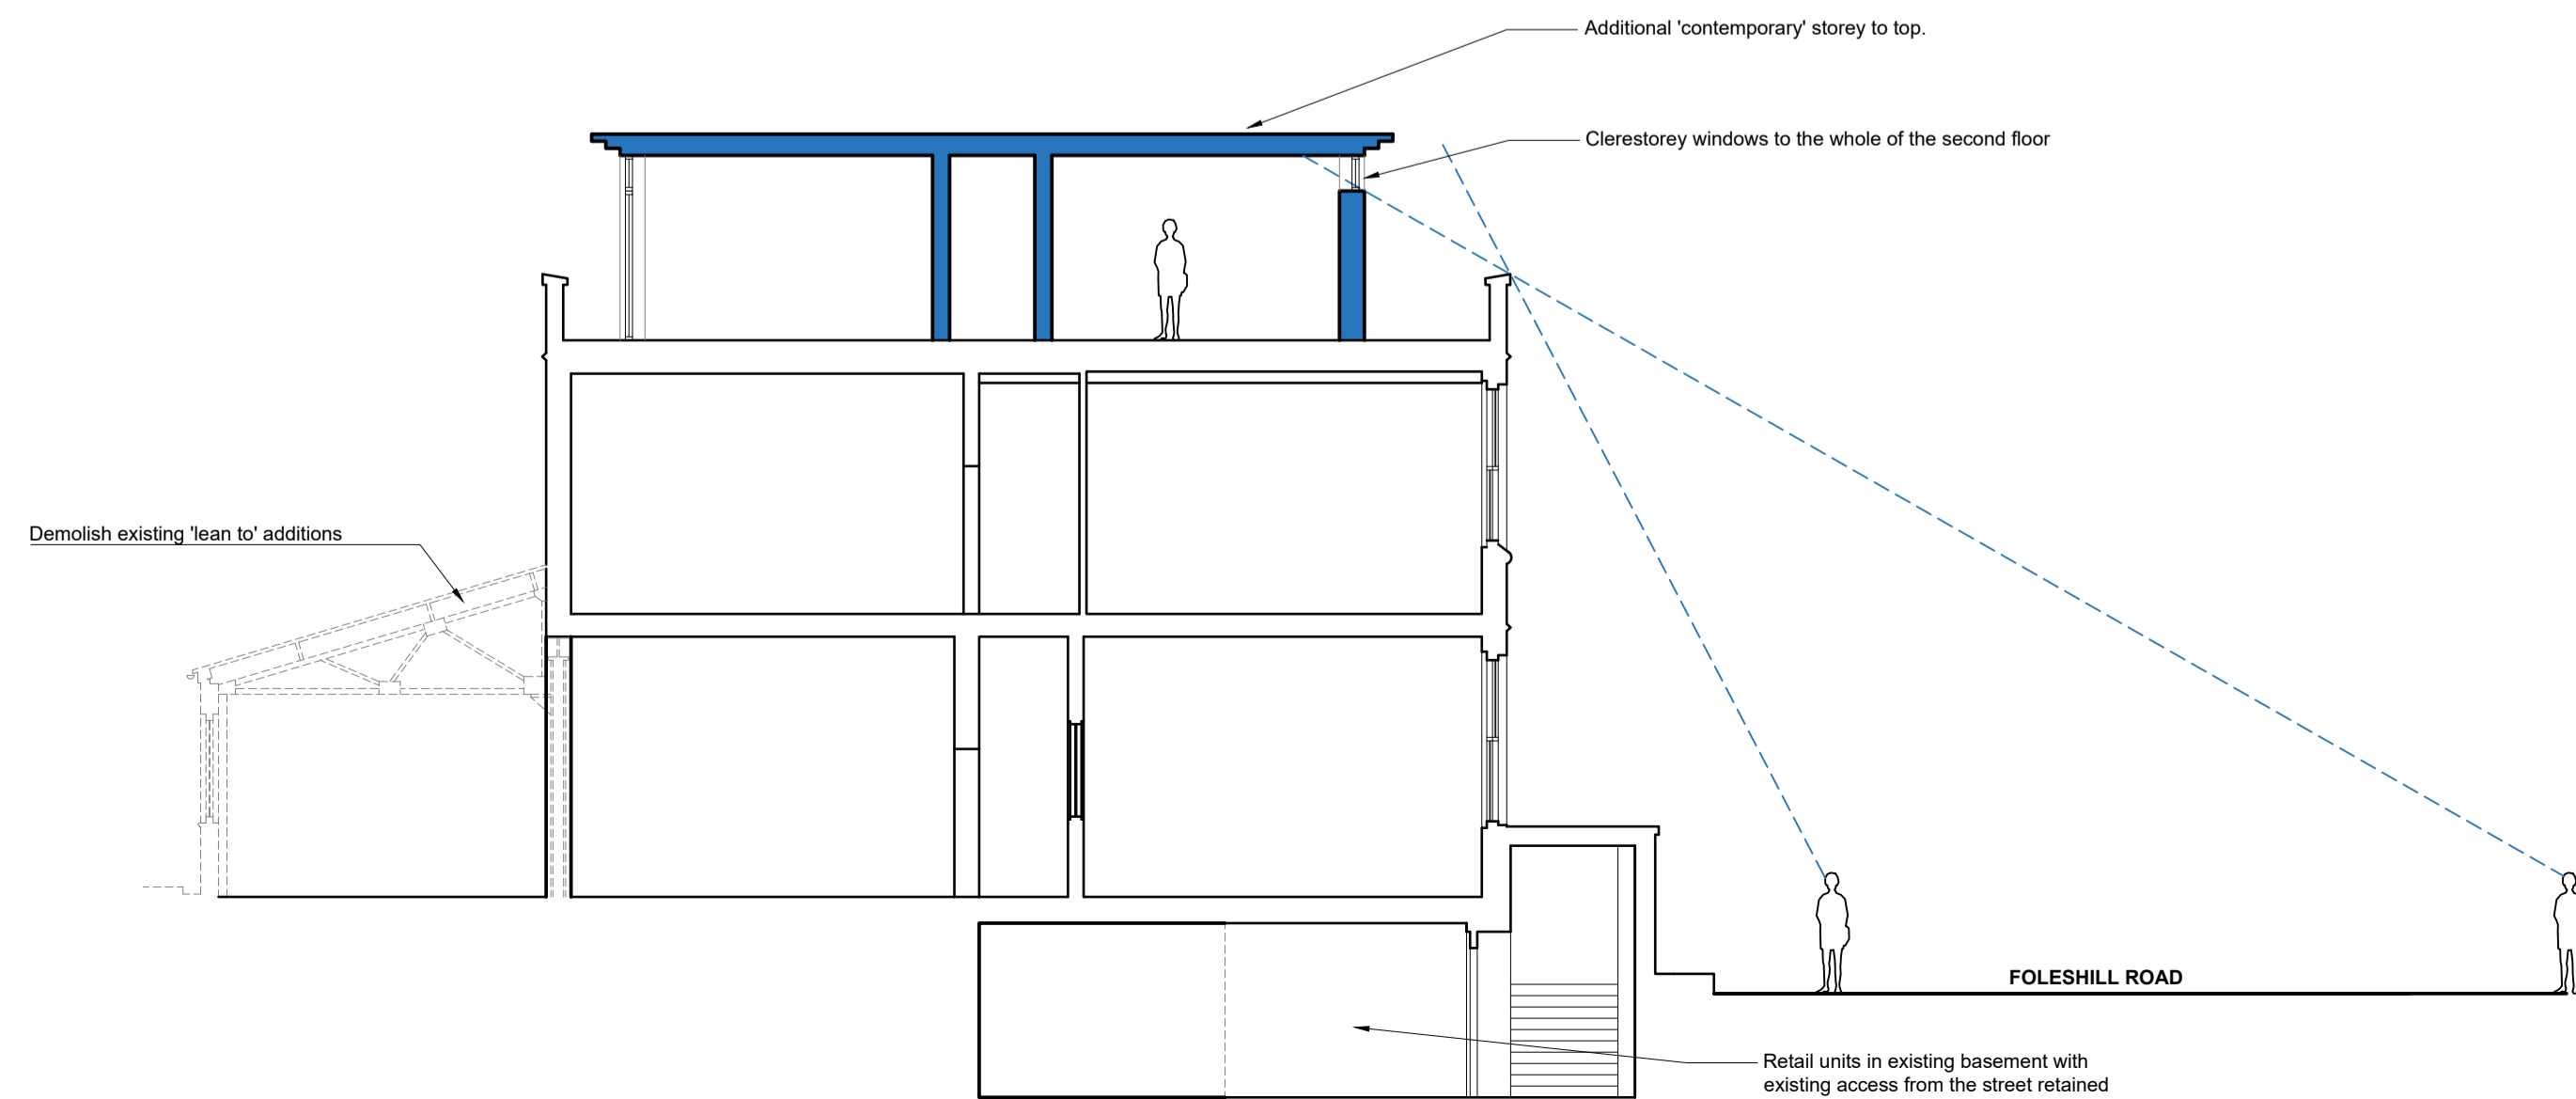 Additional 'contemporary' storey to top.
Clerestorey windows to the whole of the second floor
Demolish existing 'lean to' additions
FOLESHILL ROAD
Retail units in existing basement with
existing access from the street retained